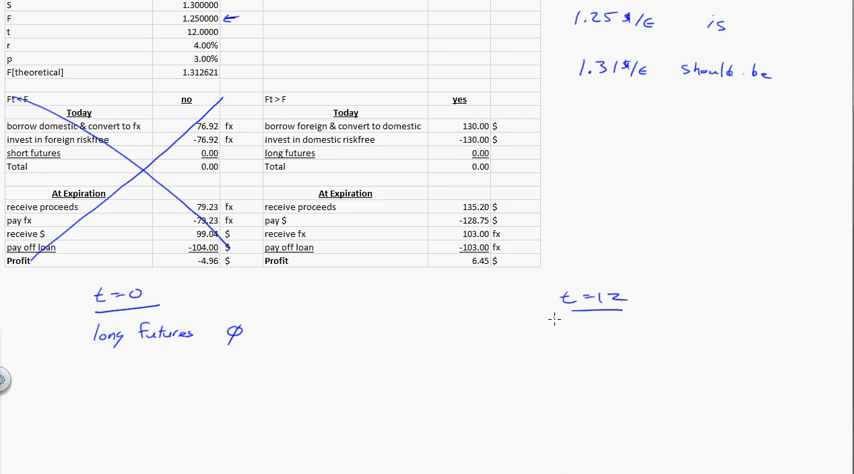 S 1.300000
F 1.250000
t 12.0000
r 4.00%
p 3.00%
F[theoretical] 1.312621
1.25 $/€ is
1.31 $/€ should be
Ft < F no Ft > F yes
Today Today
borrow domestic & convert to fx 76.92 fx borrow foreign & convert to domestic 130.00 $
invest in foreign riskfree -76.92 fx invest in domestic riskfree -130.00 $
short futures 0.00 long futures 0.00
Total 0.00 Total 0.00
At Expiration At Expiration
receive proceeds 79.23 fx receive proceeds 135.20 $
pay fx -79.23 fx pay $ -128.75 $
receive $ 99.04 $ receive fx 103.00 fx
pay off loan -104.00 $ pay off loan -103.00 fx
Profit -4.96 $ Profit 6.45 $
t=0 t=12
long futures ∅